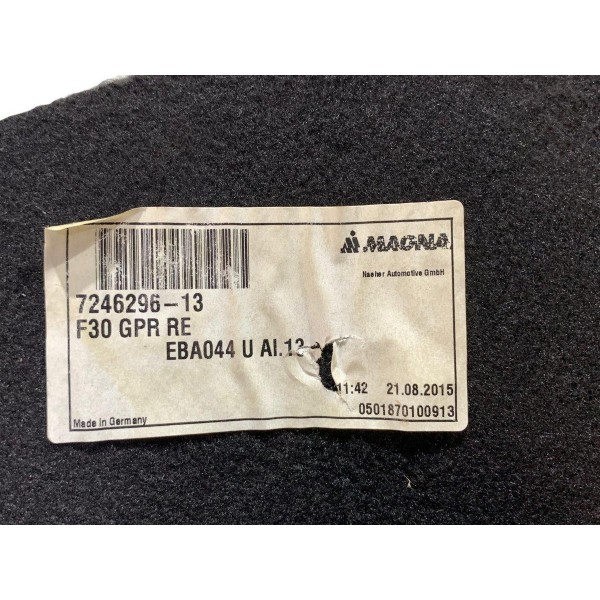 MAGNA
Naeher Automotive GmbH
7246296-13
F30 GPR RE
EBA044 U AI.13
11:42 21.08.2015
0501870100913
Made in Germany